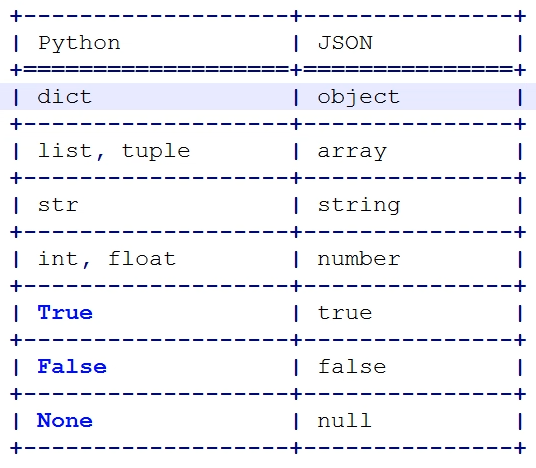 +-------------------+---------------+
| Python            | JSON          |
+===================+===============+
| dict              | object        |
+-------------------+---------------+
| list, tuple       | array         |
+-------------------+---------------+
| str               | string        |
+-------------------+---------------+
| int, float        | number        |
+-------------------+---------------+
| True              | true          |
+-------------------+---------------+
| False             | false         |
+-------------------+---------------+
| None              | null          |
+-------------------+---------------+